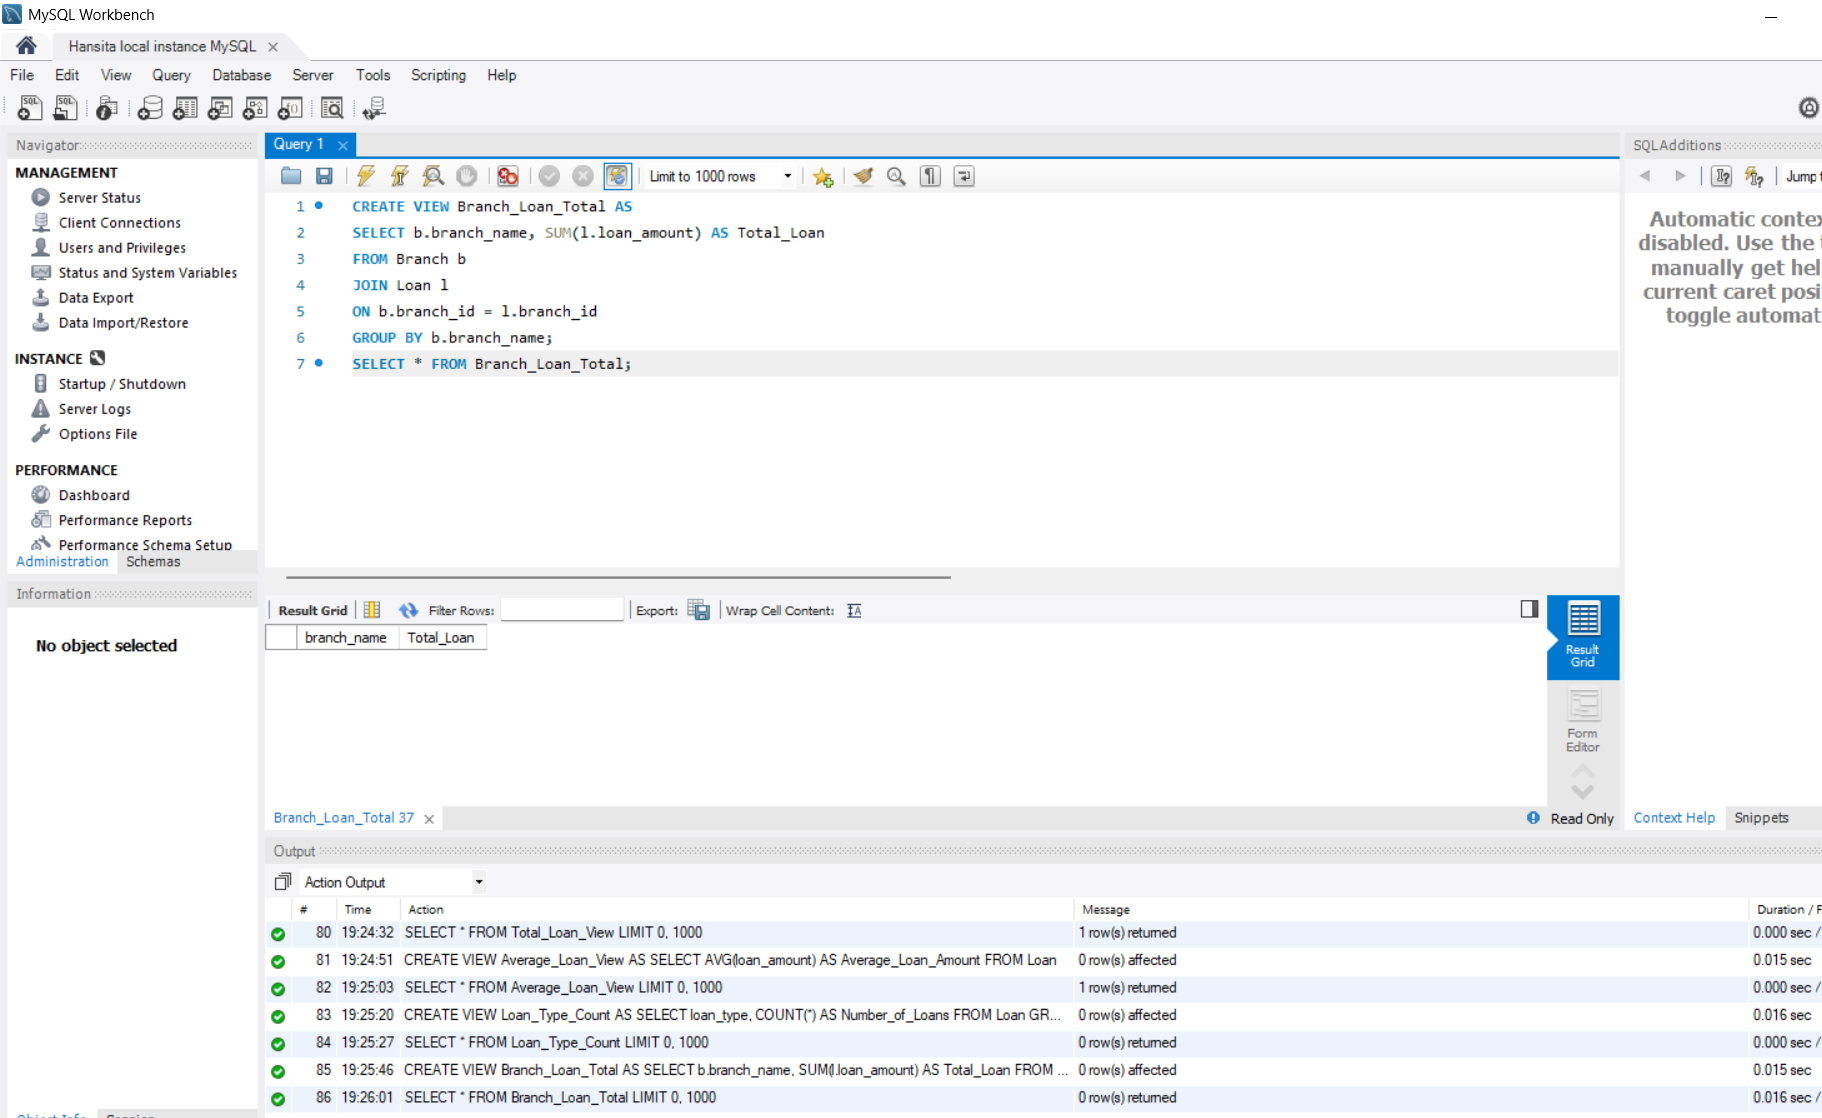 MySQL Workbench
Hansita local instance MySQL
File Edit View Query Database Server Tools Scripting Help
Navigator
MANAGEMENT
Server Status
Client Connections
Users and Privileges
Status and System Variables
Data Export
Data Import/Restore
INSTANCE
Startup / Shutdown
Server Logs
Options File
PERFORMANCE
Dashboard
Performance Reports
Performance Schema Setup
Administration Schemas
Information
No object selected
Query 1
Limit to 1000 rows
1 CREATE VIEW Branch_Loan_Total AS
2 SELECT b.branch_name, SUM(l.loan_amount) AS Total_Loan
3 FROM Branch b
4 JOIN Loan l
5 ON b.branch_id = l.branch_id
6 GROUP BY b.branch_name;
7 SELECT * FROM Branch_Loan_Total;
Result Grid Filter Rows: Export: Wrap Cell Content:
branch_name Total_Loan
Result
Grid
Form
Editor
Branch_Loan_Total 37
Read Only
SQLAdditions
Jump
Automatic
disabled. Use the
manually get
current caret
toggle
Context Help Snippets
Output
Action Output
# Time Action Message Duration /
80 19:24:32 SELECT * FROM Total_Loan_View LIMIT 0, 1000 1 row(s) returned 0.000 sec /
81 19:24:51 CREATE VIEW Average_Loan_View AS SELECT AVG(loan_amount) AS Average_Loan_Amount FROM Loan 0 row(s) affected 0.015 sec
82 19:25:03 SELECT * FROM Average_Loan_View LIMIT 0, 1000 1 row(s) returned 0.000 sec /
83 19:25:20 CREATE VIEW Loan_Type_Count AS SELECT loan_type, COUNT(*) AS Number_of_Loans FROM Loan GR... 0 row(s) affected 0.016 sec
84 19:25:27 SELECT * FROM Loan_Type_Count LIMIT 0, 1000 0 row(s) returned 0.000 sec /
85 19:25:46 CREATE VIEW Branch_Loan_Total AS SELECT b.branch_name, SUM(l.loan_amount) AS Total_Loan FROM ... 0 row(s) affected 0.015 sec
86 19:26:01 SELECT * FROM Branch_Loan_Total LIMIT 0, 1000 0 row(s) returned 0.016 sec /